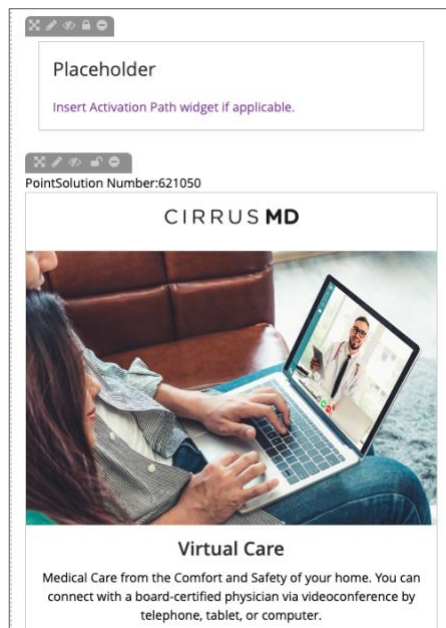 Placeholder
Insert Activation Path widget if applicable.
PointSolution Number:621050
CIRRUS MD
Virtual Care
Medical Care from the Comfort and Safety of your home. You can
connect with a board-certified physician via videoconference by
telephone, tablet, or computer.